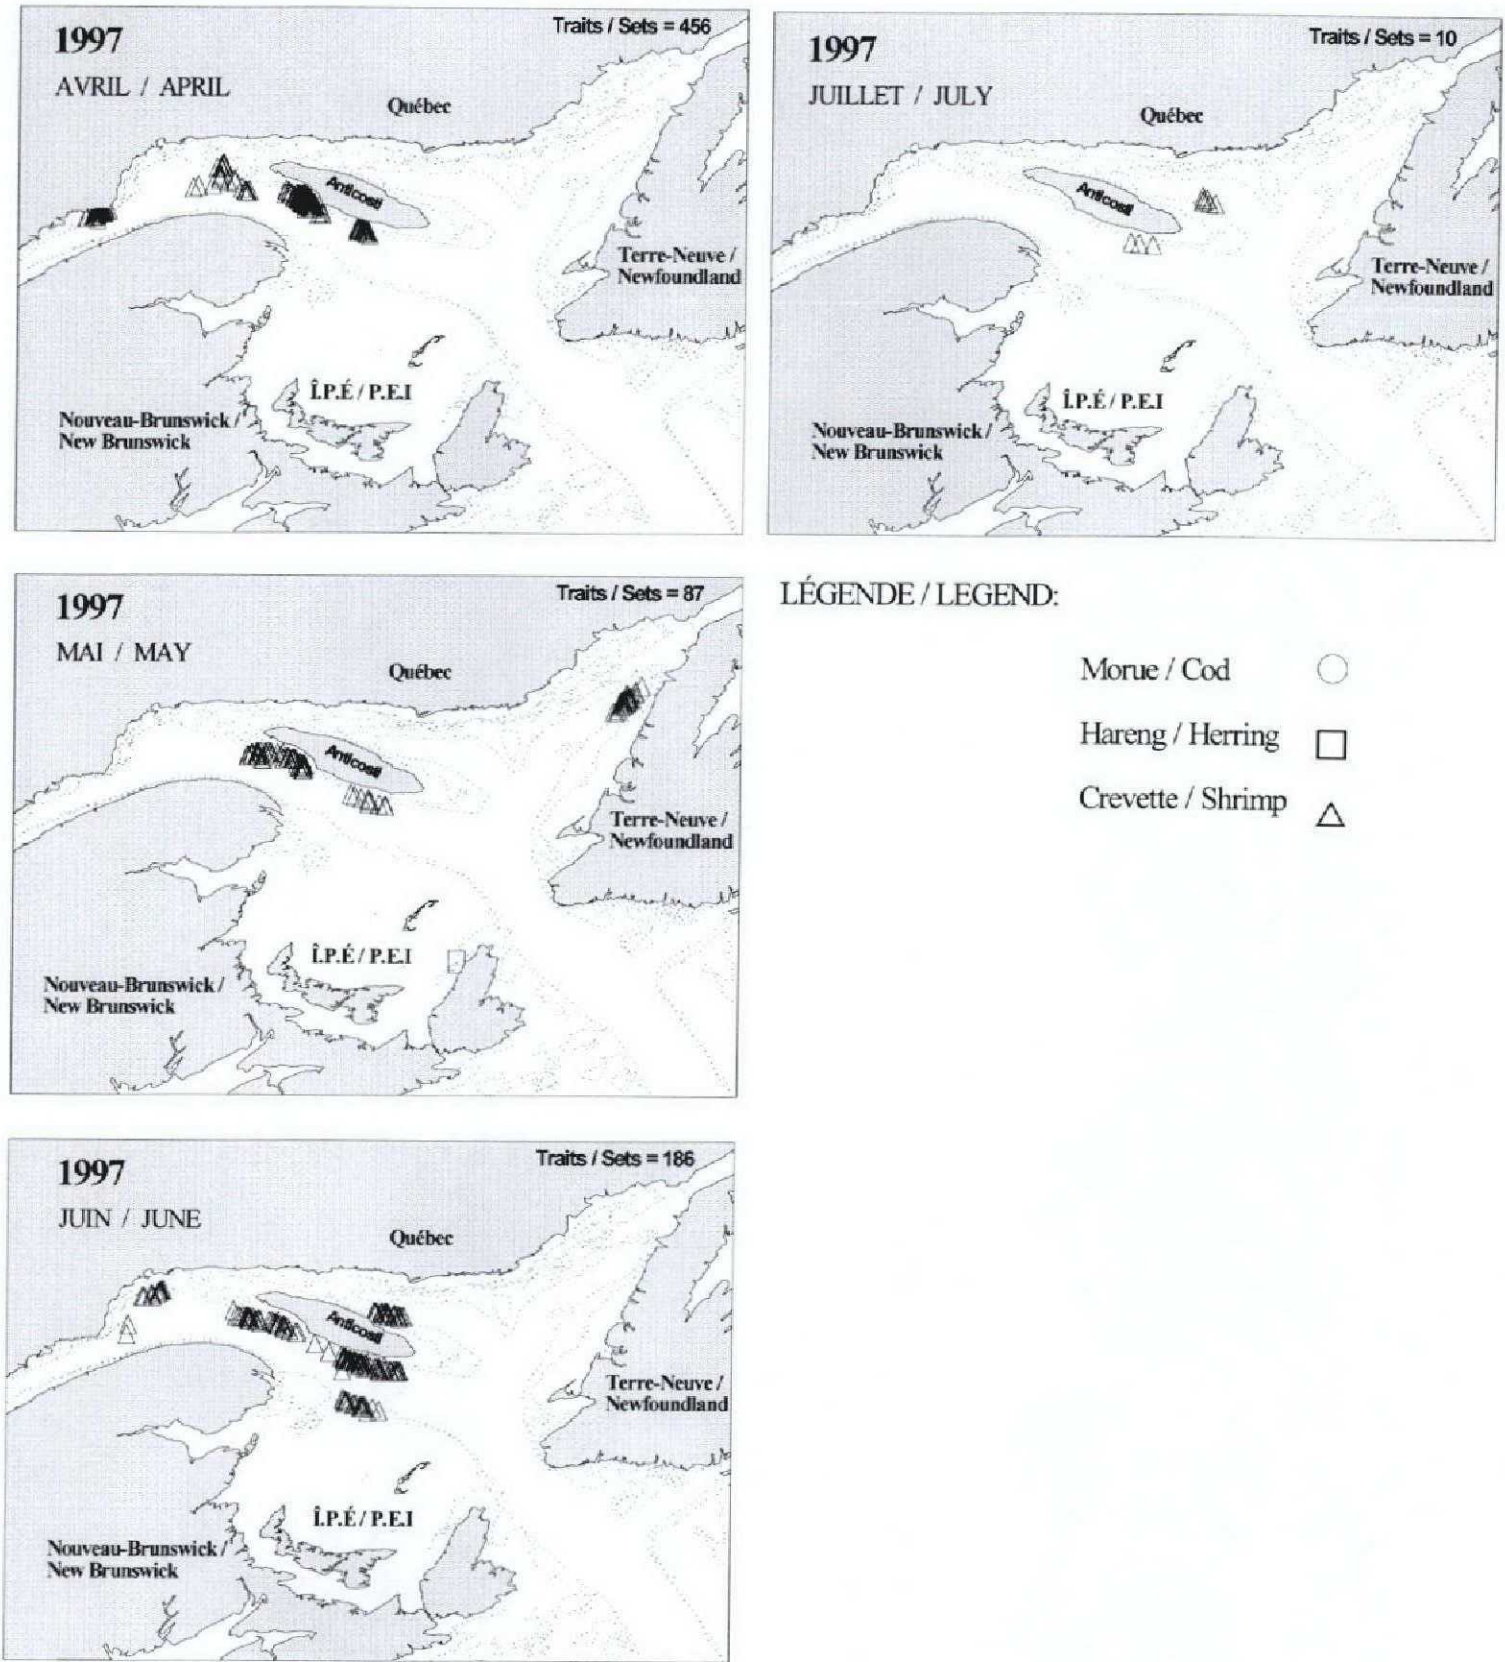 1997
Traits / Sets = 456
AVRIL / APRIL
Québec
Anticosti
Terre-Neuve /
Newfoundland
Î.P.É / P.E.I
Nouveau-Brunswick /
New Brunswick
1997
Traits / Sets = 10
JUILLET / JULY
Québec
Anticosti
Terre-Neuve /
Newfoundland
Î.P.É / P.E.I
Nouveau-Brunswick /
New Brunswick
1997
Traits / Sets = 87
MAI / MAY
Québec
Anticosti
Terre-Neuve /
Newfoundland
Î.P.É / P.E.I
Nouveau-Brunswick /
New Brunswick
LÉGENDE / LEGEND:
Morue / Cod
Hareng / Herring
Crevette / Shrimp
1997
Traits / Sets = 186
JUIN / JUNE
Québec
Anticosti
Terre-Neuve /
Newfoundland
Î.P.É / P.E.I
Nouveau-Brunswick /
New Brunswick